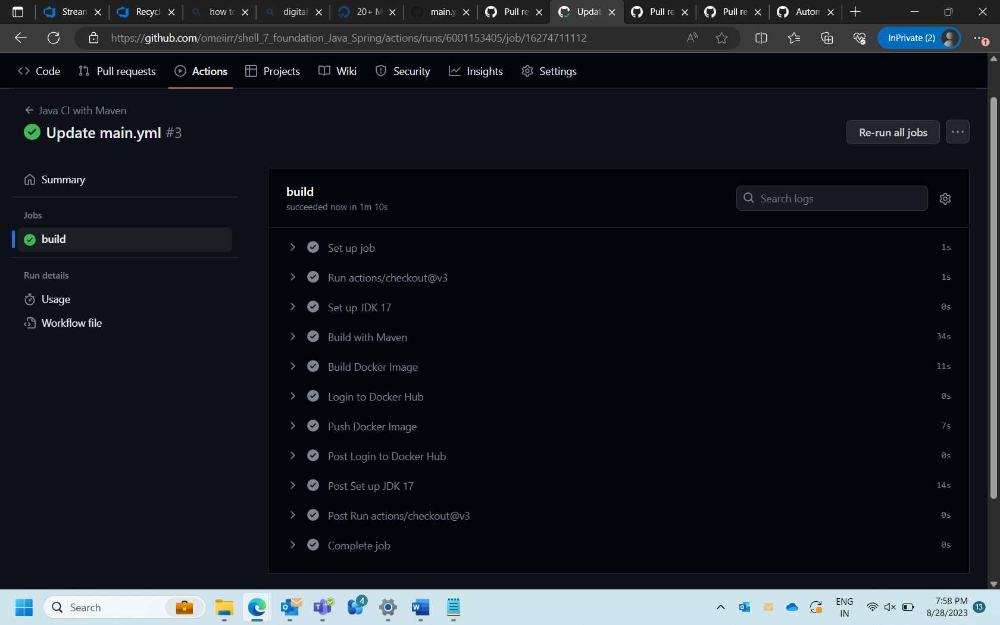 Strean
Recycl
how to
digital
20+ M
main.y
Pull re
Updat
Pull re
Pull re
Autom
https://github.com/omeiirr/shell_7_foundation_Java_Spring/actions/runs/6001153405/job/16274711112
InPrivate (2)
Code
Pull requests
Actions
Projects
Wiki
Security
Insights
Settings
Java CI with Maven
Update main.yml #3
Re-run all jobs
Summary
Jobs
build
Run details
Usage
Workflow file
build
succeeded now in 1m 10s
Search logs
Set up job 1s
Run actions/checkout@v3 1s
Set up JDK 17 0s
Build with Maven 34s
Build Docker Image 11s
Login to Docker Hub 0s
Push Docker Image 7s
Post Login to Docker Hub 0s
Post Set up JDK 17 14s
Post Run actions/checkout@v3 0s
Complete job 0s
Search
4
ENG
IN
7:58 PM
8/28/2023
13